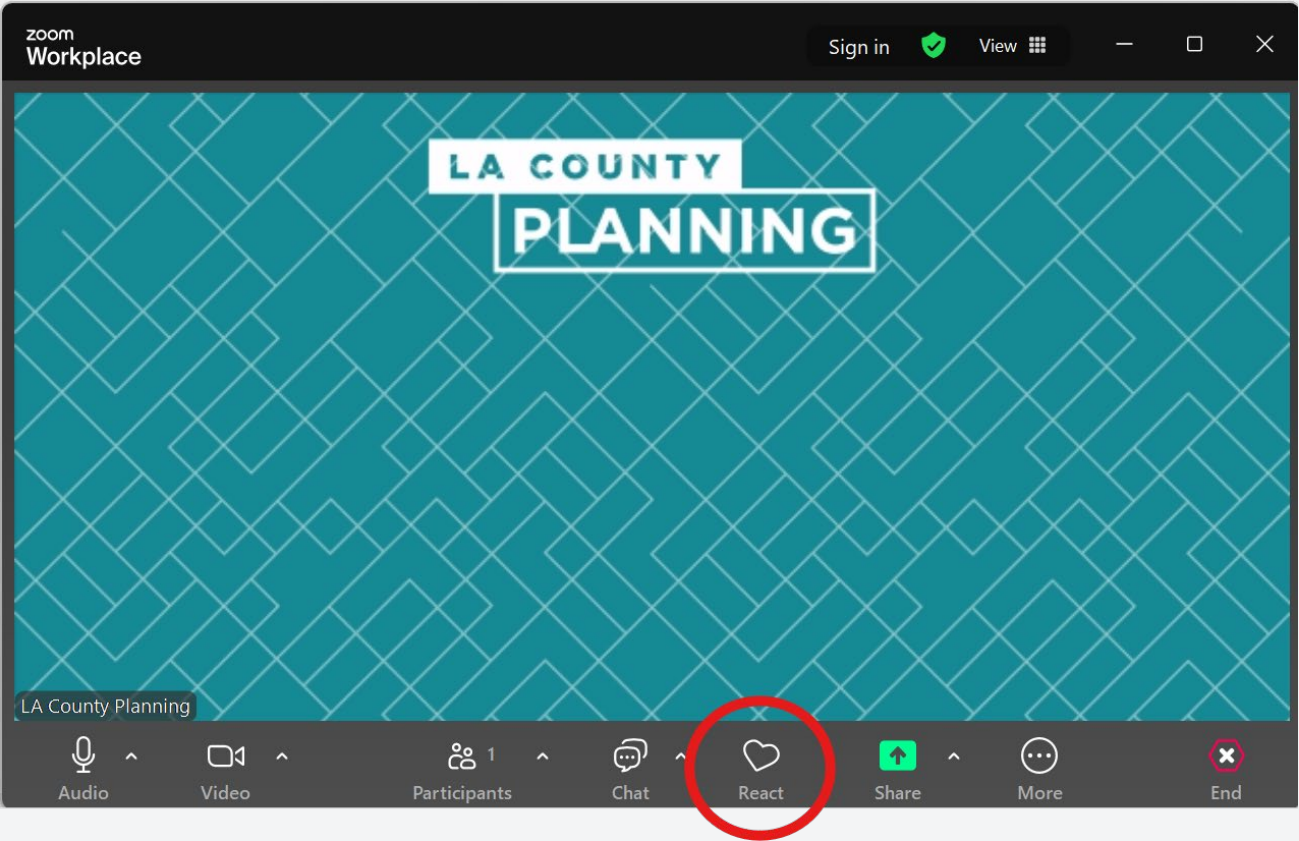 zoom
Workplace
Sign in
View
LA COUNTY
PLANNING
LA County Planning
1
Audio
Video
Participants
Chat
React
Share
More
End